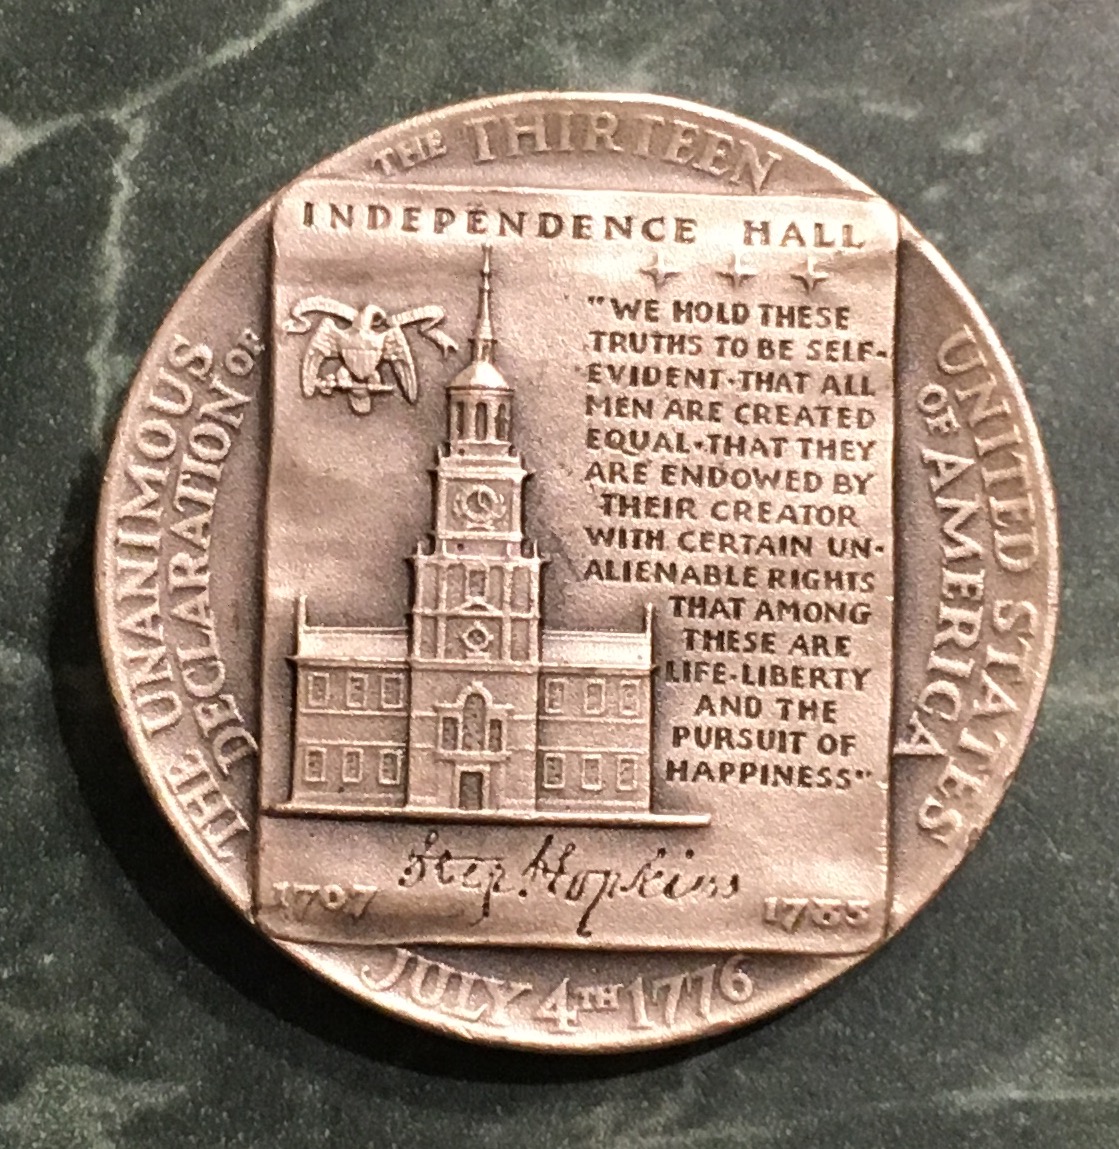 THE THIRTEEN
UNITED STATES
OF AMERICA
THE UNANIMOUS
DECLARATION OF
INDEPENDENCE HALL
"WE HOLD THESE
TRUTHS TO BE SELF-
EVIDENT·THAT ALL
MEN ARE CREATED
EQUAL·THAT THEY
ARE ENDOWED BY
THEIR CREATOR
WITH CERTAIN UN-
ALIENABLE RIGHTS
THAT AMONG
THESE ARE
LIFE-LIBERTY
AND THE
PURSUIT OF
HAPPINESS"
Step. Hopkins
1707 1785
JULY 4TH 1776